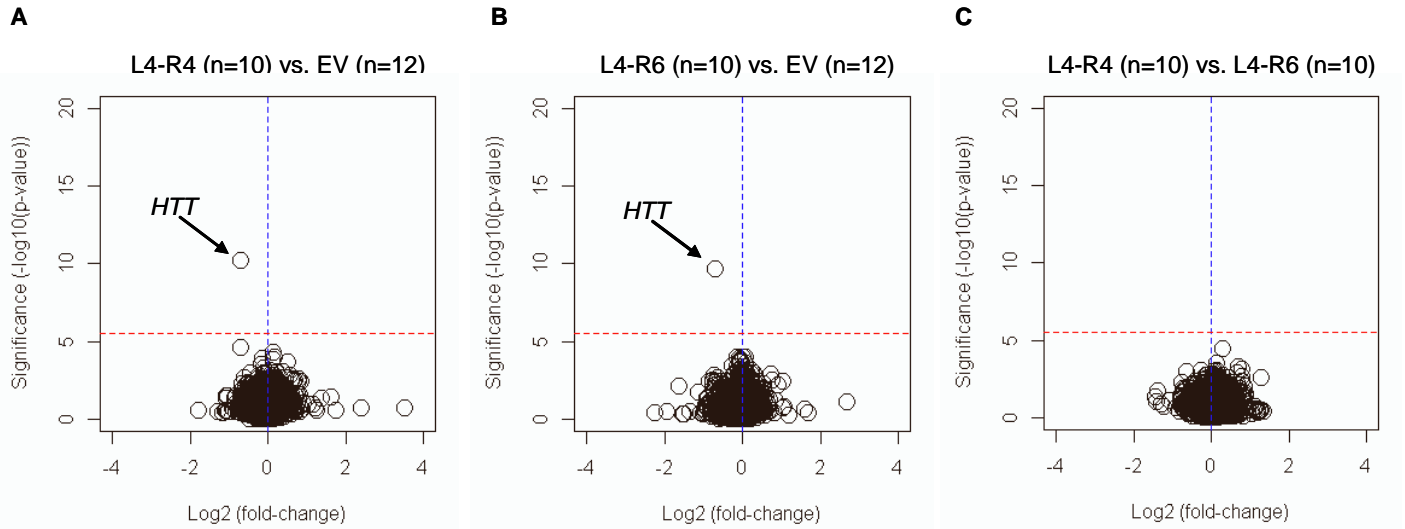 A
B
C
L4-R4 (n=10) vs. EV (n=12)
L4-R6 (n=10) vs. EV (n=12)
L4-R4 (n=10) vs. L4-R6 (n=10)
Significance (-log10(p-value))
20
15
10
5
0
HTT
-4
-2
0
2
4
Log2 (fold-change)
Significance (-log10(p-value))
20
15
10
5
0
HTT
-4
-2
0
2
4
Log2 (fold-change)
Significance (-log10(p-value))
20
15
10
5
0
-4
-2
0
2
4
Log2 (fold-change)